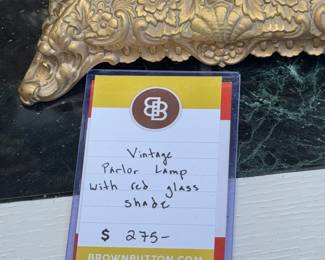 BB
Vintage
Parlor Lamp
with red glass
shade
$ 275-
BROWNBUTTON.COM